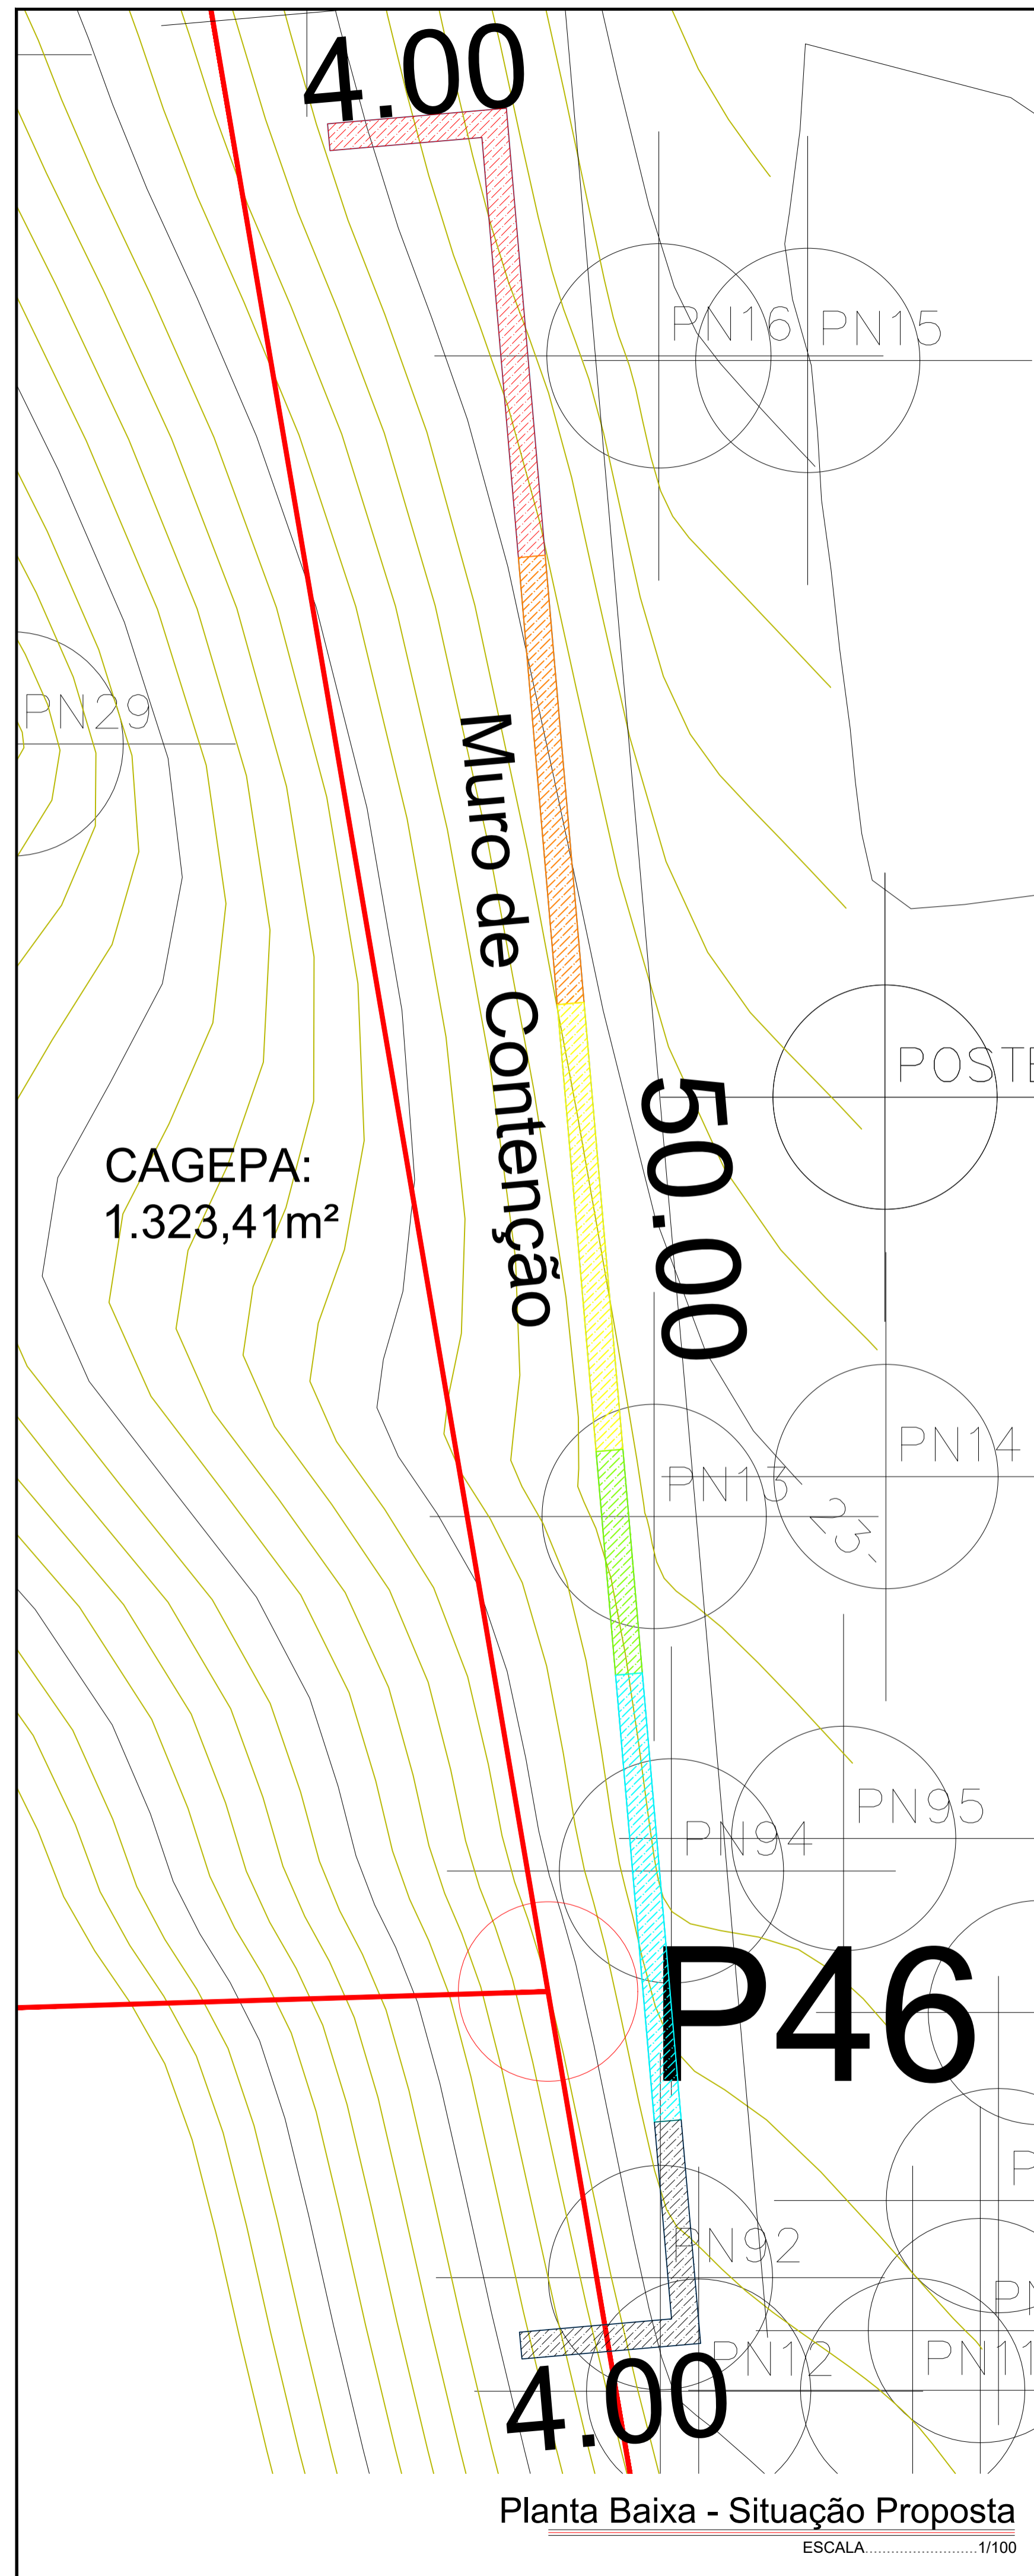 4.00
PN16
PN15
PN29
Muro de Contenção
50.00
POSTE
CAGEPA:
1.323,41m²
PN14
PN13
23
PN95
PN94
P46
PN92
PN12
PN11
4.00
Planta Baixa - Situação Proposta
ESCALA..........................1/100